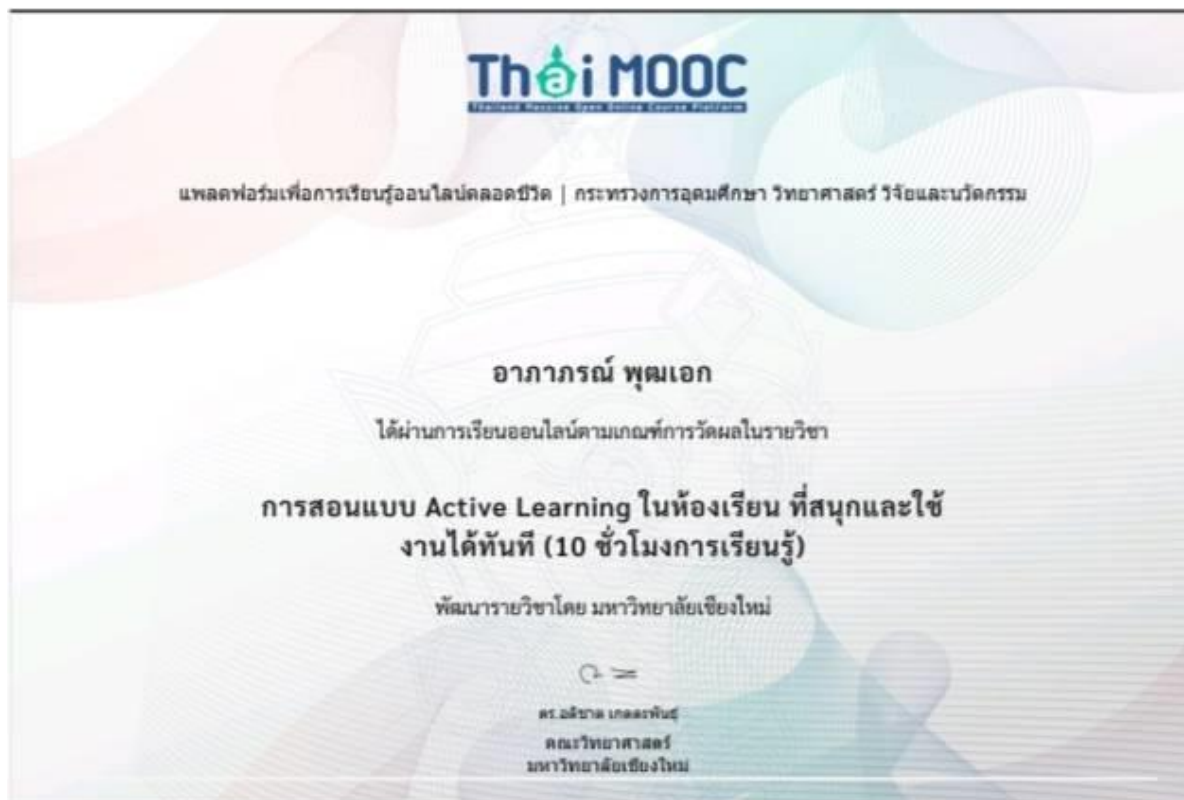 Thai MOOC
Thailand Massive Open Online Course Platform
แพลตฟอร์มเพื่อการเรียนรู้ออนไลน์ตลอดชีวิต | กระทรวงการอุดมศึกษา วิทยาศาสตร์ วิจัยและนวัตกรรม
อาภาภรณ์ พุฒเอก
ได้ผ่านการเรียนออนไลน์ตามเกณฑ์การวัดผลในรายวิชา
การสอนแบบ Active Learning ในห้องเรียน ที่สนุกและใช้
งานได้ทันที (10 ชั่วโมงการเรียนรู้)
พัฒนารายวิชาโดย มหาวิทยาลัยเชียงใหม่
คณะวิทยาศาสตร์
มหาวิทยาลัยเชียงใหม่